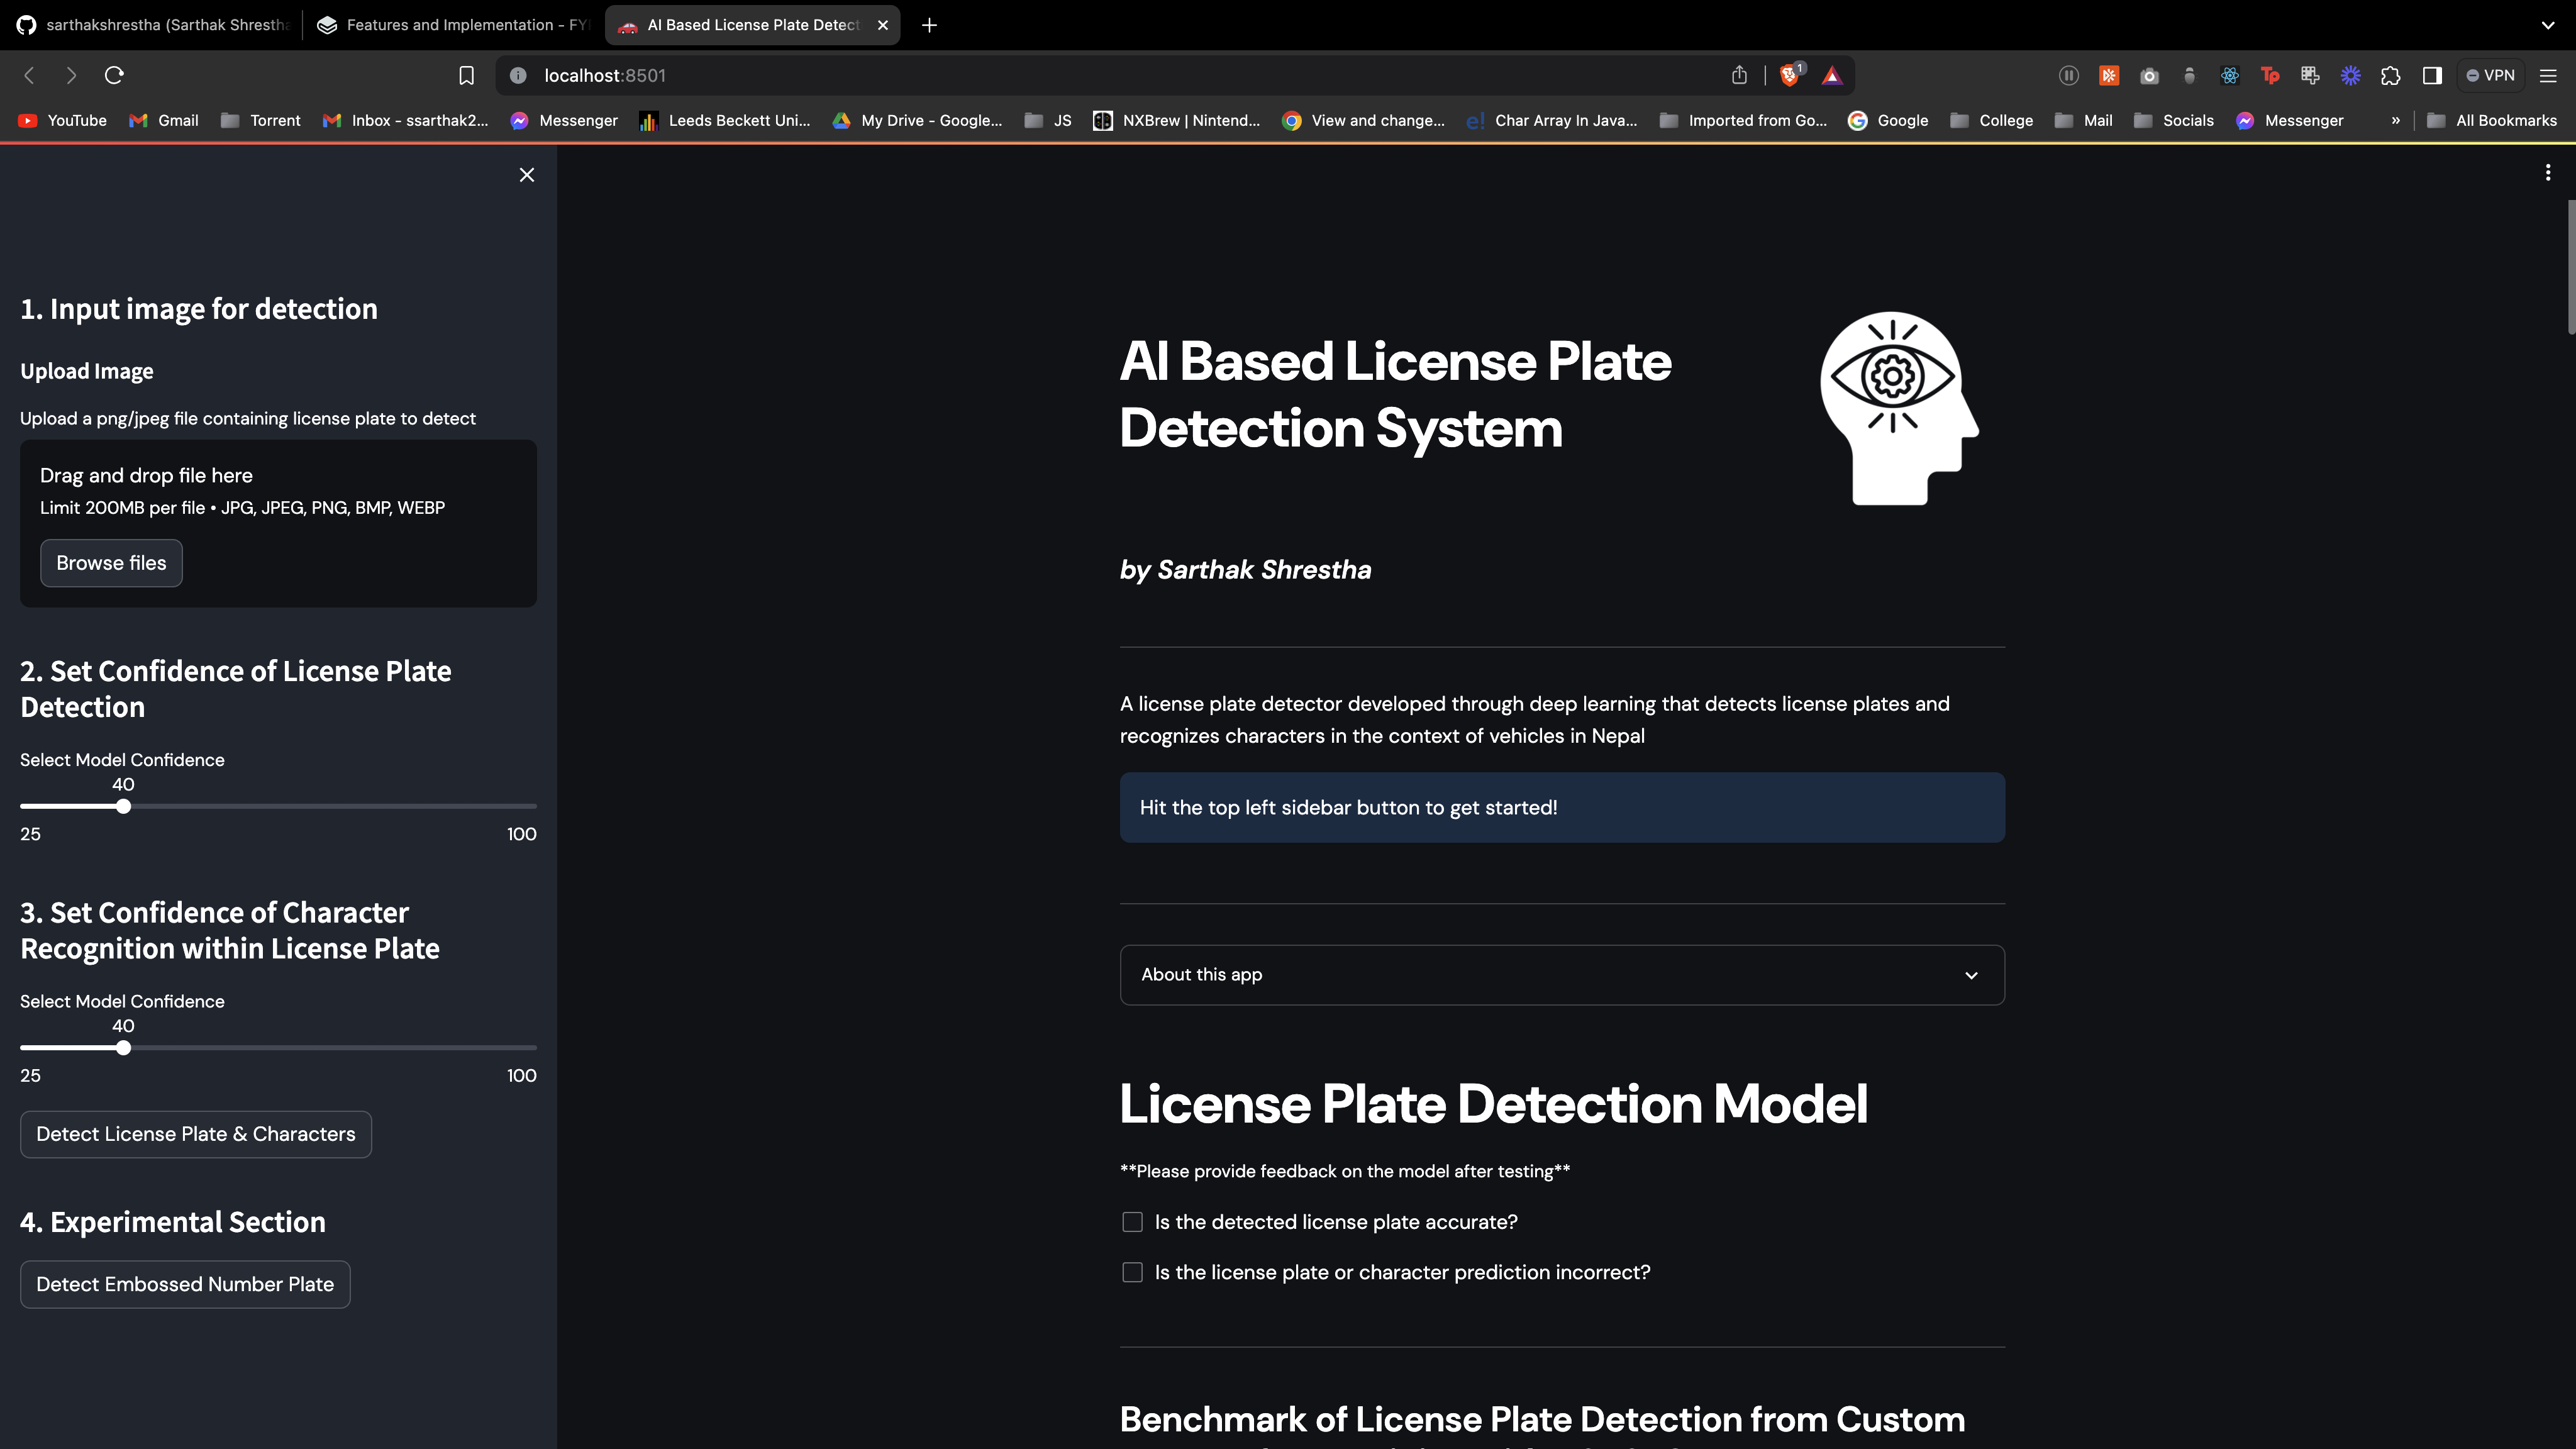 sarthakshrestha (Sarthak Shrestha
Features and Implementation - FYP
AI Based License Plate Detect
localhost:8501
1
VPN
YouTube
Gmail
Torrent
Inbox - ssarthak2...
Messenger
Leeds Beckett Uni...
My Drive - Google...
JS
NXBrew | Nintend...
View and change...
e! Char Array In Java...
Imported from Go...
Google
College
Mail
Socials
Messenger
»
All Bookmarks
1. Input image for detection
Upload Image
Upload a png/jpeg file containing license plate to detect
Drag and drop file here
Limit 200MB per file • JPG, JPEG, PNG, BMP, WEBP
Browse files
2. Set Confidence of License Plate
Detection
Select Model Confidence
40
25 100
3. Set Confidence of Character
Recognition within License Plate
Select Model Confidence
40
25 100
Detect License Plate & Characters
4. Experimental Section
Detect Embossed Number Plate
AI Based License Plate
Detection System
by Sarthak Shrestha
A license plate detector developed through deep learning that detects license plates and
recognizes characters in the context of vehicles in Nepal
Hit the top left sidebar button to get started!
About this app
License Plate Detection Model
**Please provide feedback on the model after testing**
Is the detected license plate accurate?
Is the license plate or character prediction incorrect?
Benchmark of License Plate Detection from Custom